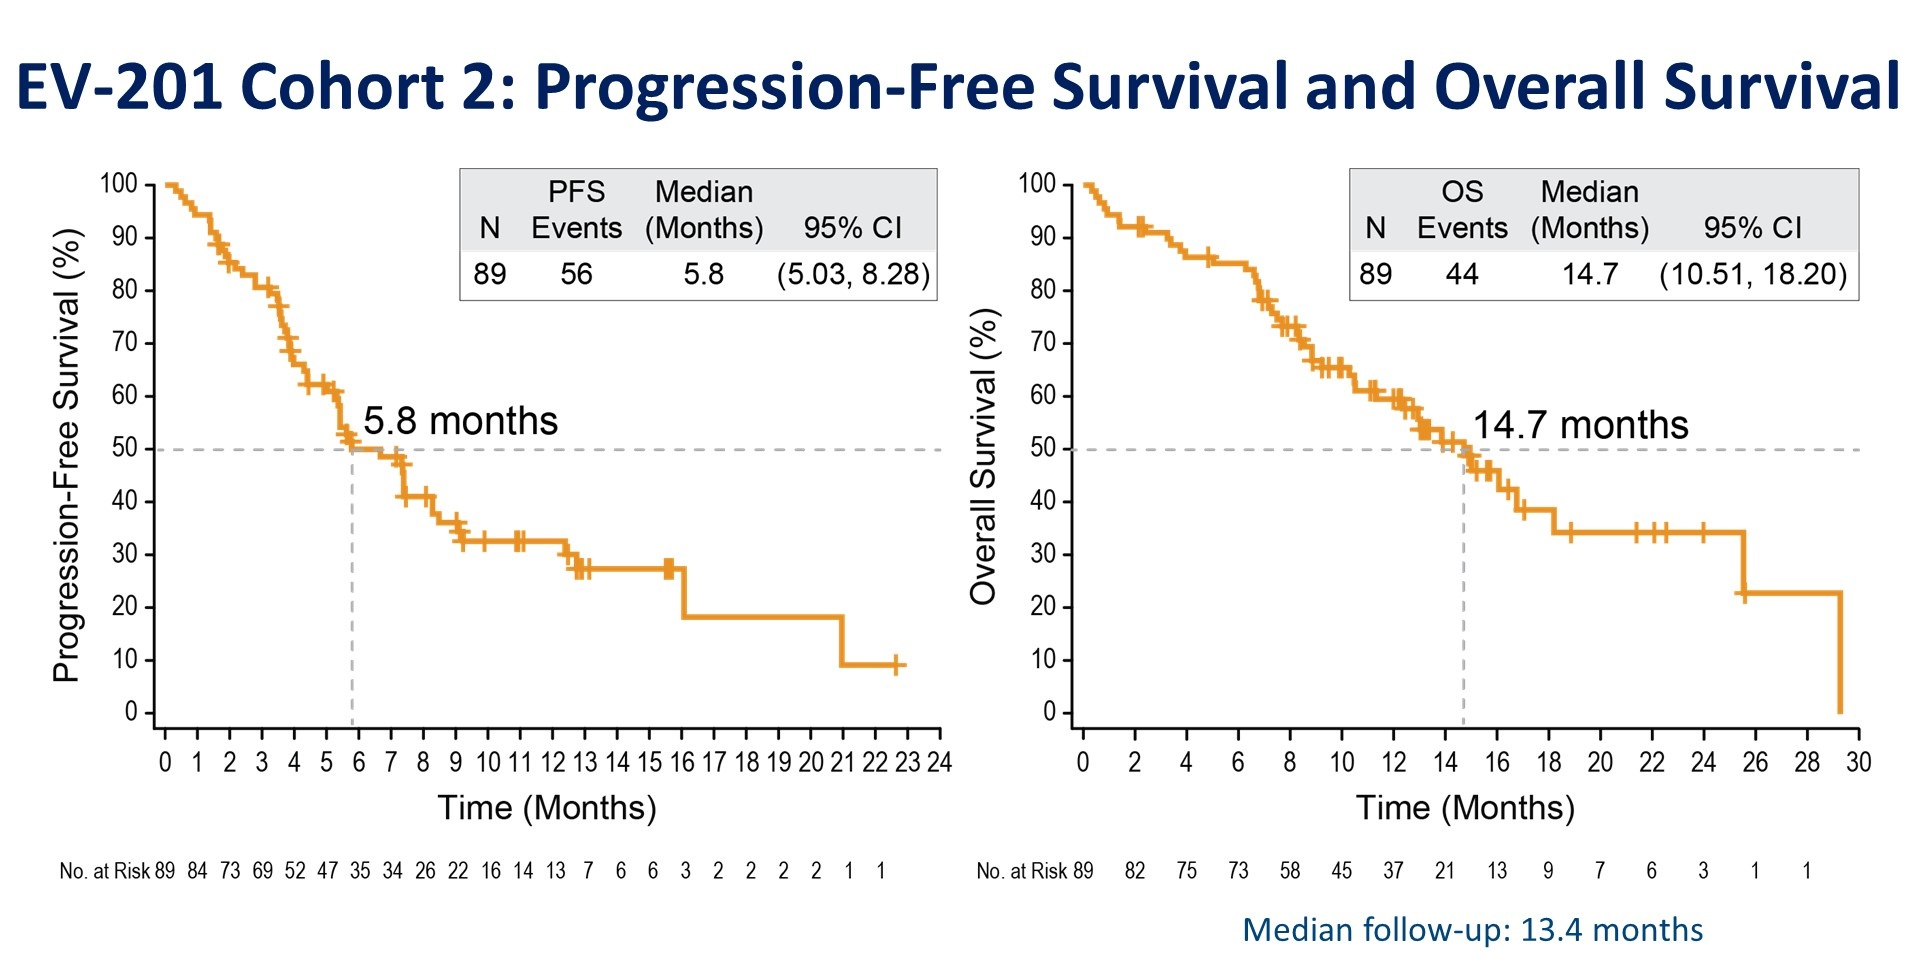 EV-201 Cohort 2: Progression-Free Survival and Overall Survival
Progression-Free Survival (%)
100
90
80
70
60
50
40
30
20
10
0
PFS Median
N Events (Months) 95% CI
89 56 5.8 (5.03, 8.28)
5.8 months
0 1 2 3 4 5 6 7 8 9 10 11 12 13 14 15 16 17 18 19 20 21 22 23 24
Time (Months)
No. at Risk 89 84 73 69 52 47 35 34 26 22 16 14 13 7 6 6 3 2 2 2 2 1 1
Overall Survival (%)
100
90
80
70
60
50
40
30
20
10
0
OS Median
N Events (Months) 95% CI
89 44 14.7 (10.51, 18.20)
14.7 months
0 2 4 6 8 10 12 14 16 18 20 22 24 26 28 30
Time (Months)
No. at Risk 89 82 75 73 58 45 37 21 13 9 7 6 3 1 1
Median follow-up: 13.4 months